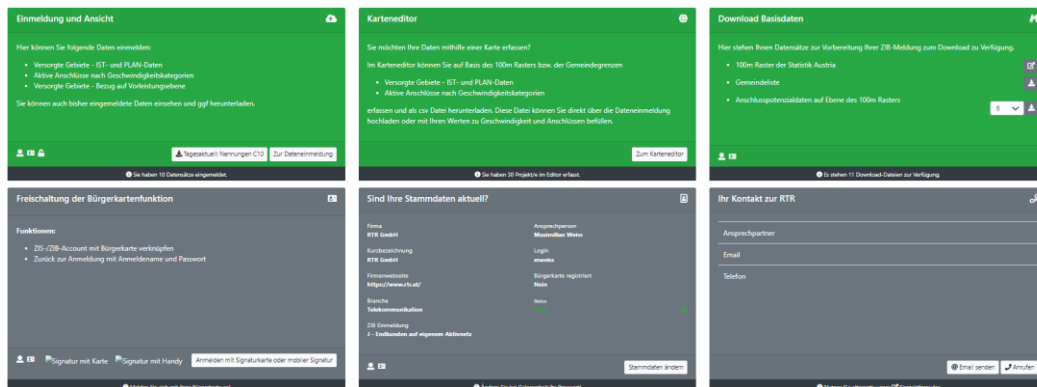 Einmeldung und Ansicht
Hier können Sie folgende Daten einmelden:
Versorgte Gebiete - IST- und PLAN-Daten
Aktive Anschlüsse nach Geschwindigkeitskategorien
Versorgte Gebiete - Bezug auf Vorleistungsebene
Sie können auch bisher eingemeldete Daten einsehen und ggf herunterladen.
Tagesaktuell: Nennungen C10
Zur Dateneinmeldung
Sie haben 10 Datensätze eingemeldet.
Karteneditor
Sie möchten Ihre Daten mithilfe einer Karte erfassen?
Im Karteneditor können Sie auf Basis des 100m Rasters bzw. der Gemeindegrenzen
Versorgte Gebiete - IST- und PLAN-Daten
Aktive Anschlüsse nach Geschwindigkeitskategorien
erfassen und als csv Datei herunterladen. Diese Datei können Sie direkt über die Dateneinmeldung
hochladen oder mit Ihren Werten zu Geschwindigkeit und Anschlüssen befüllen.
Zum Karteneditor
Sie haben 30 Projekt/e im Editor erfasst.
Download Basisdaten
Hier stehen Ihnen Datensätze zur Vorbereitung Ihrer ZIB-Meldung zum Download zu Verfügung.
100m Raster der Statistik Austria
Gemeindeliste
Anschlusspotenzialdaten auf Ebene des 100m Rasters
Es stehen 11 Download-Dateien zur Verfügung.
Freischaltung der Bürgerkartenfunktion
Funktionen:
ZIS-/ZIB-Account mit Bürgerkarte verknüpfen
Zurück zur Anmeldung mit Anmeldename und Passwort
Signatur mit Karte
Signatur mit Handy
Anmelden mit Signaturkarte oder mobiler Signatur
Sind Ihre Stammdaten aktuell?
Firma
RTR GmbH
Ansprechperson
Maximilian Weiss
Kurzbezeichnung
RTR GmbH
Login
Firmenwebseite
https://www.rtr.at/
Bürgerkarte registriert
Nein
Branche
Telekommunikation
Status
ZIB Einmeldung
J - Endkunden auf eigenem Aktivnetz
Stammdaten ändern
Ihr Kontakt zur RTR
Ansprechpartner
Email
Telefon
Email senden
Anrufen